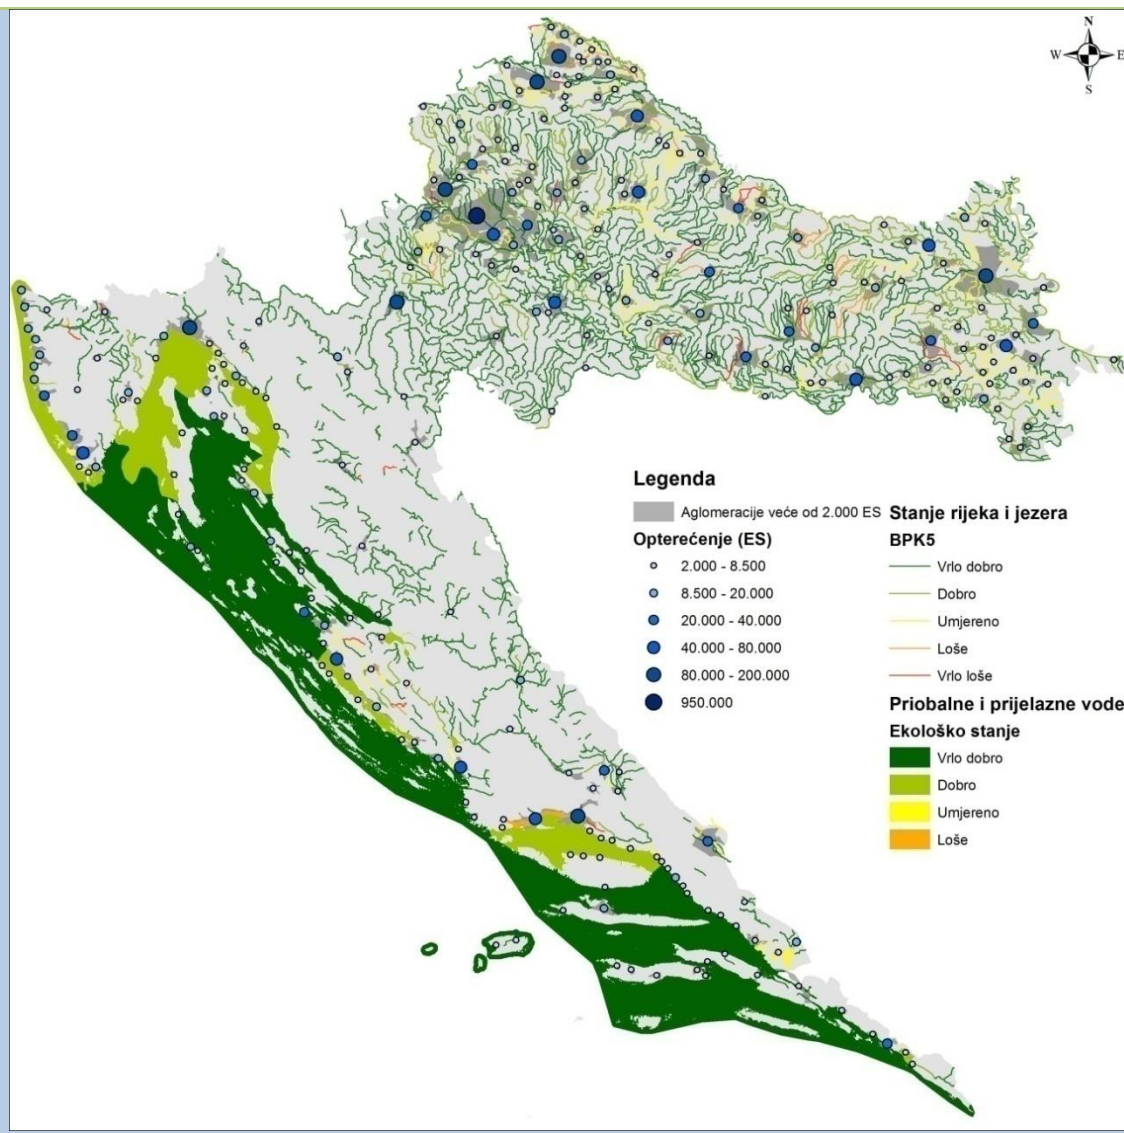 N
W E
S
Legenda
Aglomeracije veće od 2.000 ES
Opterećenje (ES)
2.000 - 8.500
8.500 - 20.000
20.000 - 40.000
40.000 - 80.000
80.000 - 200.000
950.000
Stanje rijeka i jezera
BPK5
Vrlo dobro
Dobro
Umjereno
Loše
Vrlo loše
Priobalne i prijelazne vode
Ekološko stanje
Vrlo dobro
Dobro
Umjereno
Loše